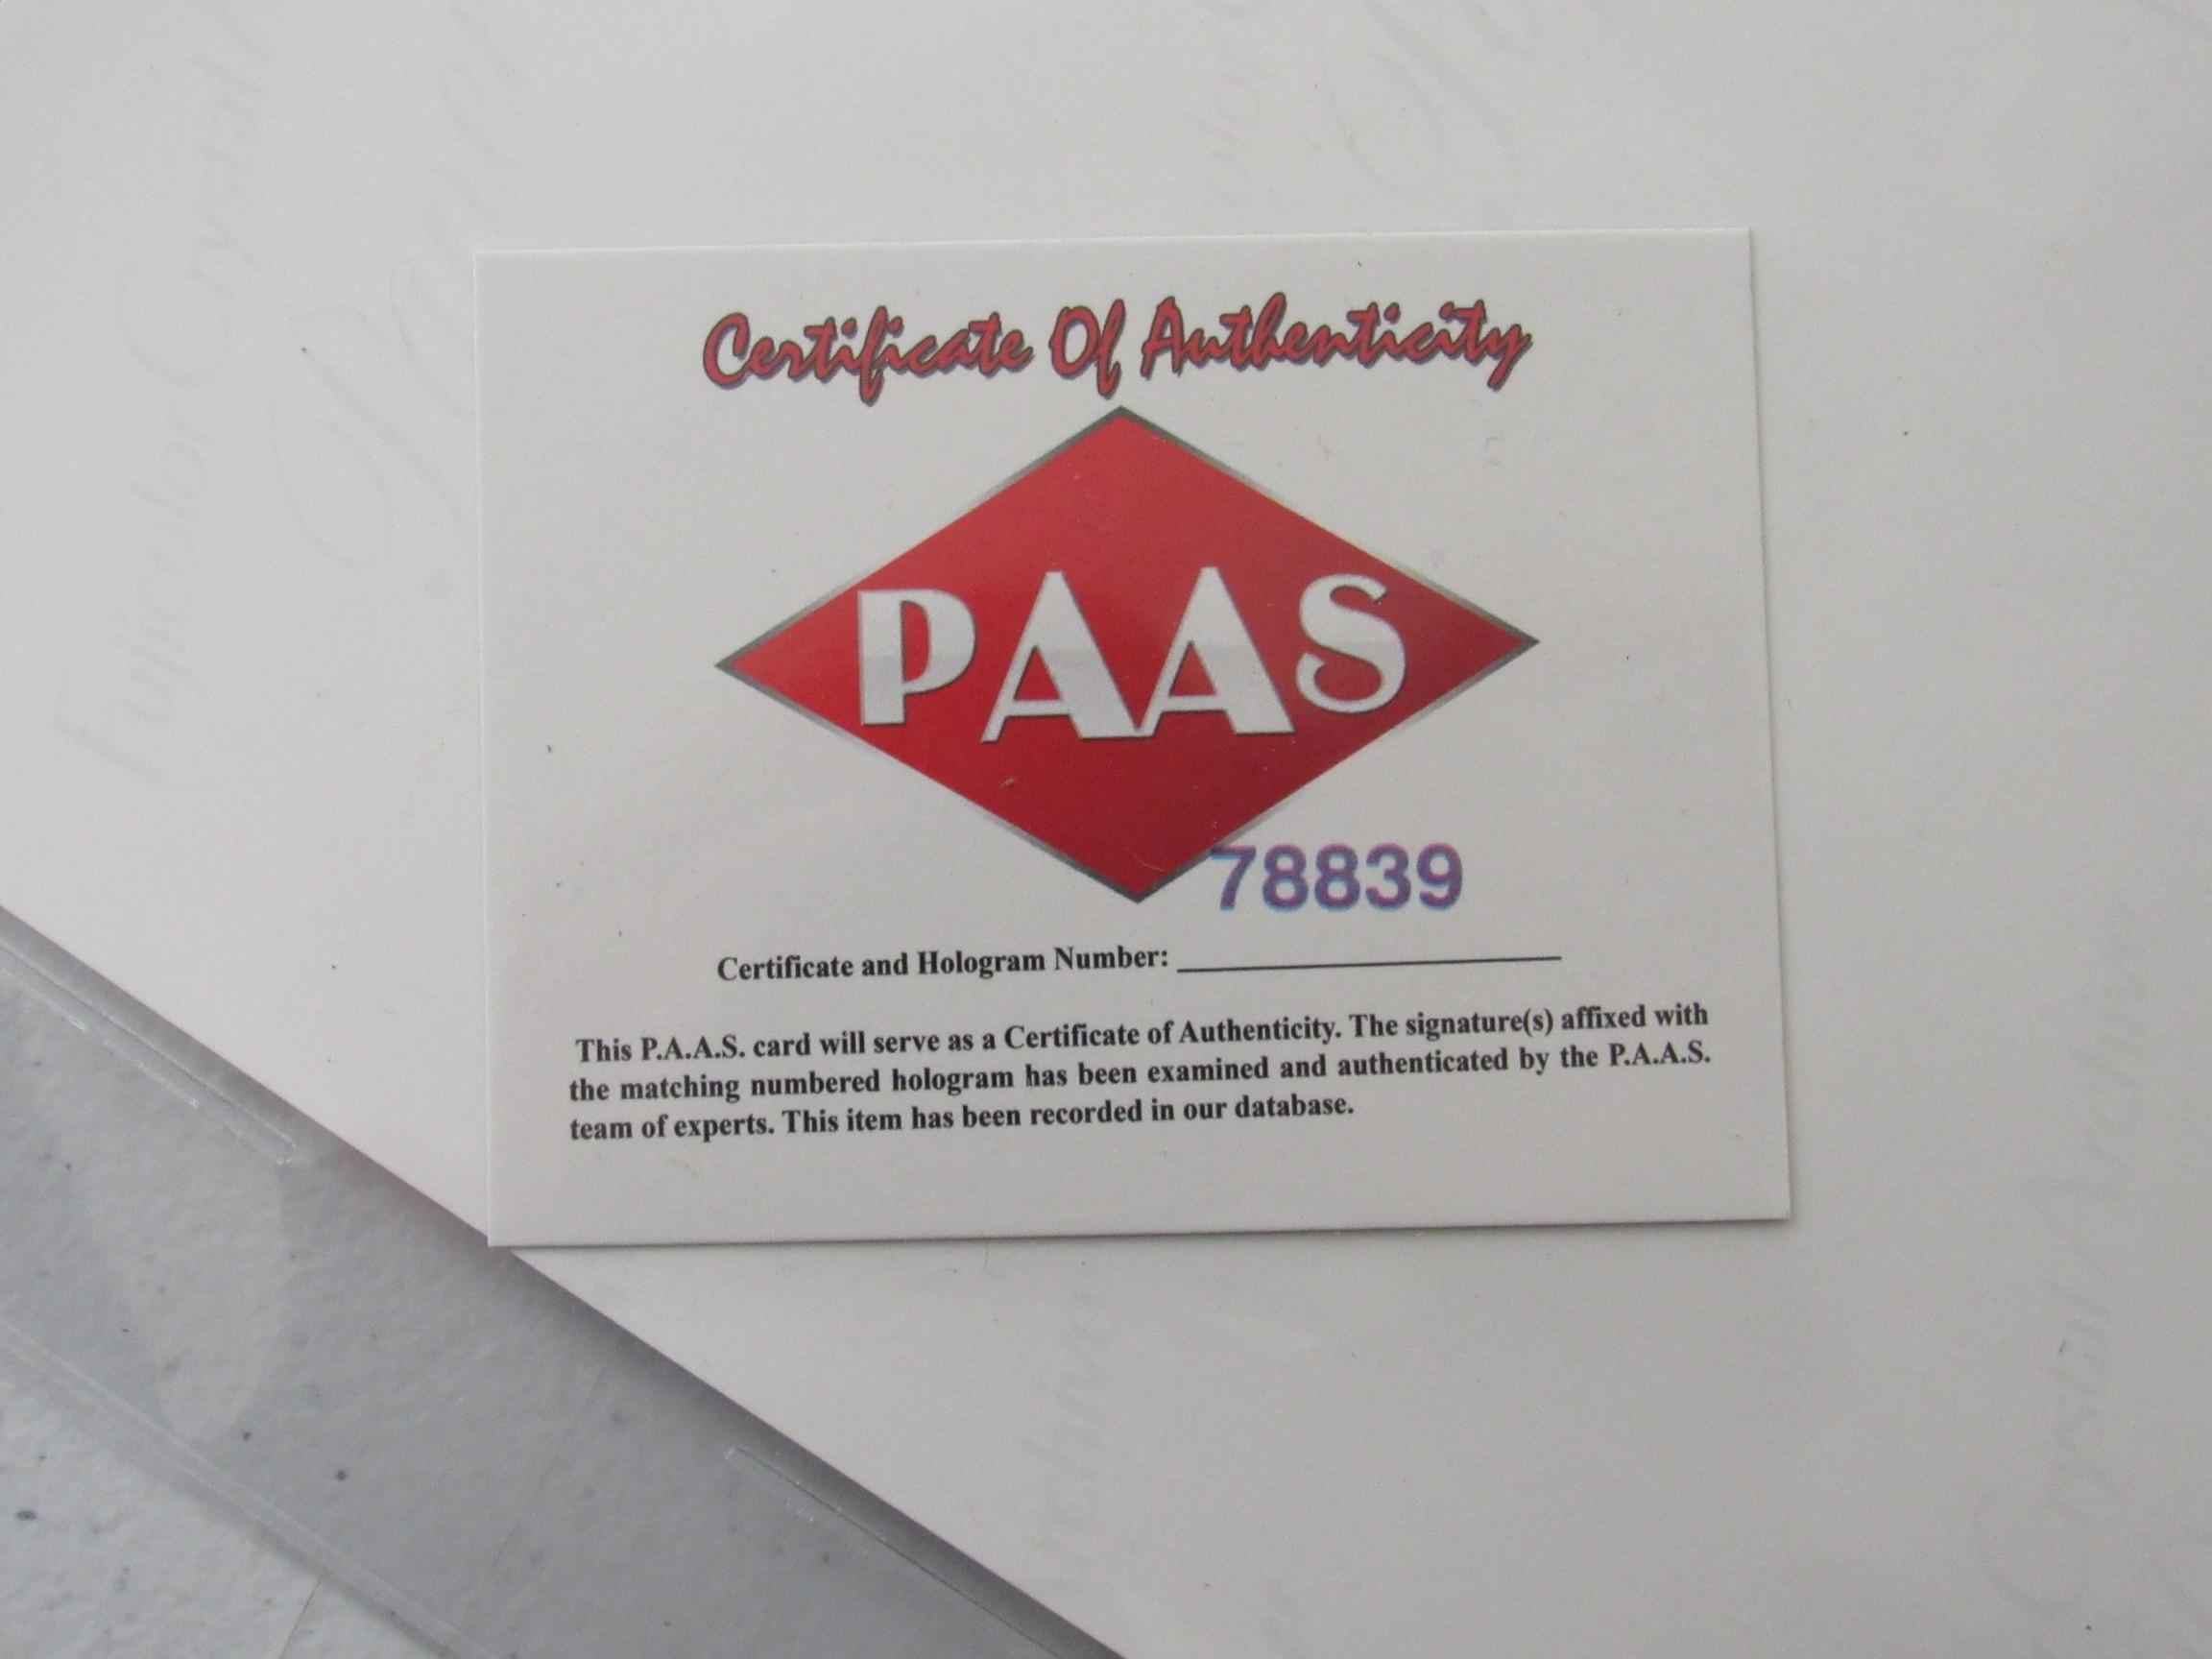 Certificate Of Authenticity
PAAS
78839
Certificate and Hologram Number:
This P.A.A.S. card will serve as a Certificate of Authenticity. The signature(s) affixed with
the matching numbered hologram has been examined and authenticated by the P.A.A.S.
team of experts. This item has been recorded in our database.
Fujicolor Crystal